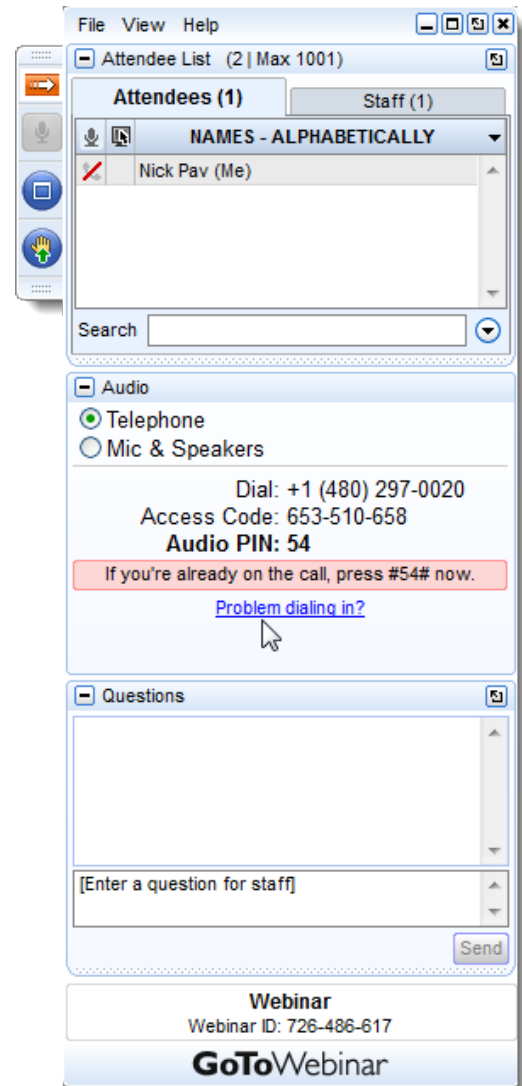 File View Help
Attendee List (2 | Max 1001)
Attendees (1)
Staff (1)
NAMES - ALPHABETICALLY
Nick Pav (Me)
Search
Audio
Telephone
Mic & Speakers
Dial: +1 (480) 297-0020
Access Code: 653-510-658
Audio PIN: 54
If you're already on the call, press #54# now.
Problem dialing in?
Questions
[Enter a question for staff]
Send
Webinar
Webinar ID: 726-486-617
GoToWebinar